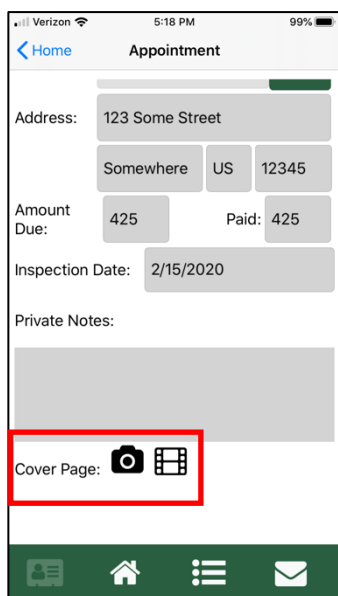 Verizon 5:18 PM 99%
Home Appointment
Address: 123 Some Street
Somewhere US 12345
Amount Due: 425 Paid: 425
Inspection Date: 2/15/2020
Private Notes:
Cover Page: